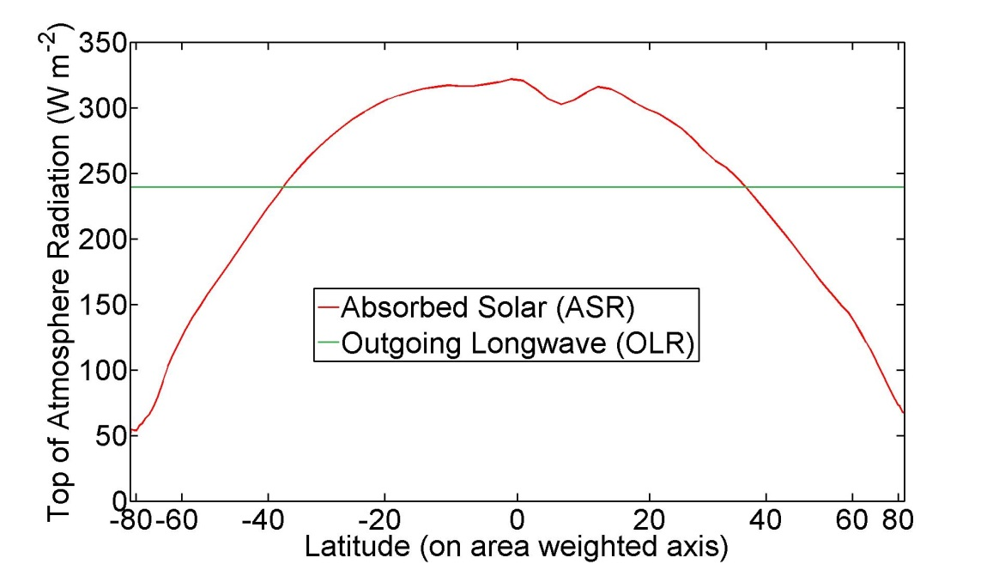 Top of Atmosphere Radiation (W m-2)
350
300
250
200
150
100
50
0
Absorbed Solar (ASR)
Outgoing Longwave (OLR)
-80 -60 -40 -20 0 20 40 60 80
Latitude (on area weighted axis)